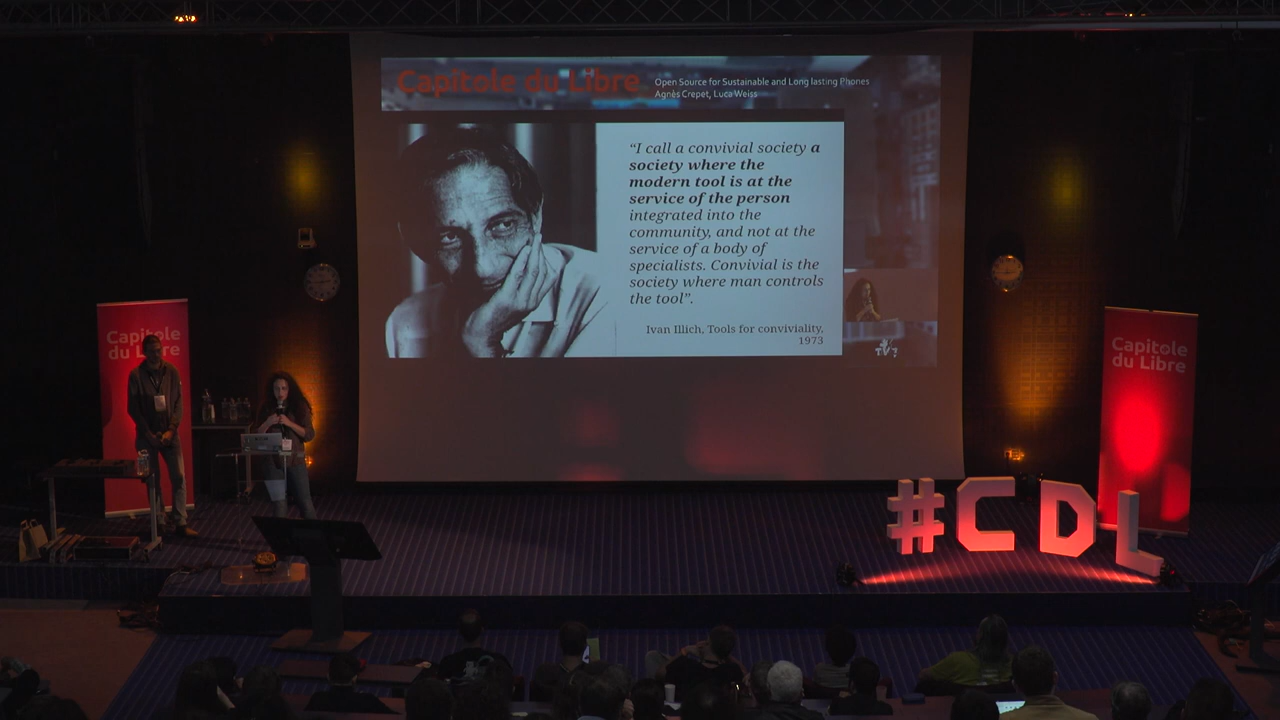 Capitole du Libre
Open Source for Sustainable and Long lasting Phones
Agnès Crepet, Luca Weiss
“I call a convivial society a
society where the
modern tool is at the
service of the person
integrated into the
community, and not at the
service of a body of
specialists. Convivial is the
society where man controls
the tool”.
Ivan Illich, Tools for conviviality,
1973
Capitole
du Libre
Capitole
du Libre
#CDL